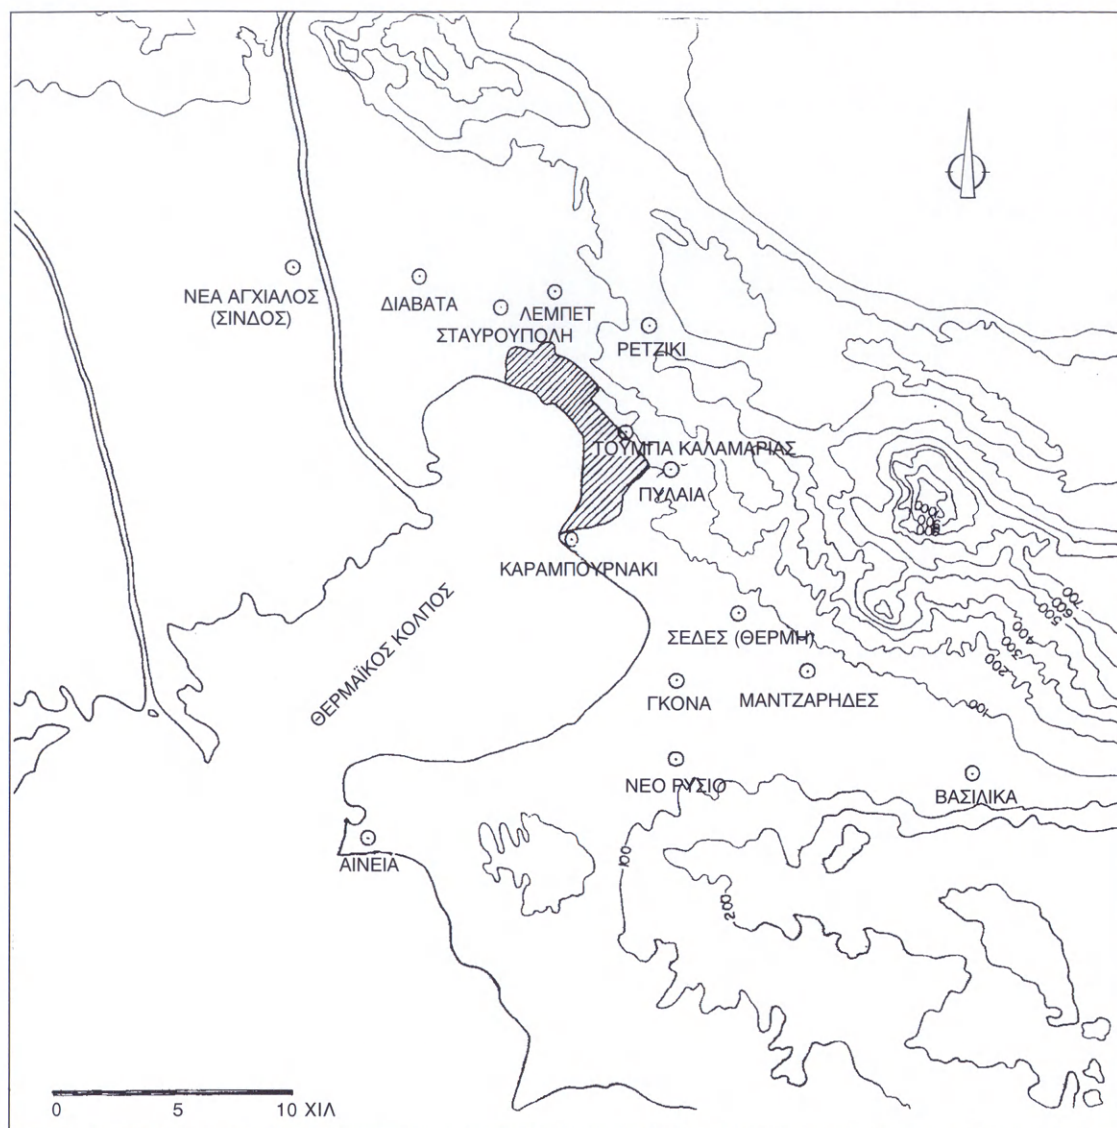 ΝΕΑ ΑΓΧΙΑΛΟΣ
(ΣΙΝΔΟΣ)
ΔΙΑΒΑΤΑ
ΛΕΜΠΕΤ
ΣΤΑΥΡΟΥΠΟΛΗ
ΡΕΤΖΙΚΙ
ΤΟΥΜΠΑ ΚΑΛΑΜΑΡΙΑΣ
ΠΥΛΑΙΑ
ΚΑΡΑΜΠΟΥΡΝΑΚΙ
ΘΕΡΜΑΪΚΟΣ ΚΟΛΠΟΣ
ΣΕΔΕΣ (ΘΕΡΜΗ)
ΓΚΟΝΑ
ΜΑΝΤΖΑΡΗΔΕΣ
ΝΕΟ ΡΥΣΙΟ
ΒΑΣΙΛΙΚΑ
ΑΙΝΕΙΑ
700
600
500
400
300
200
100
100
200
0 5 10 ΧΙΛ